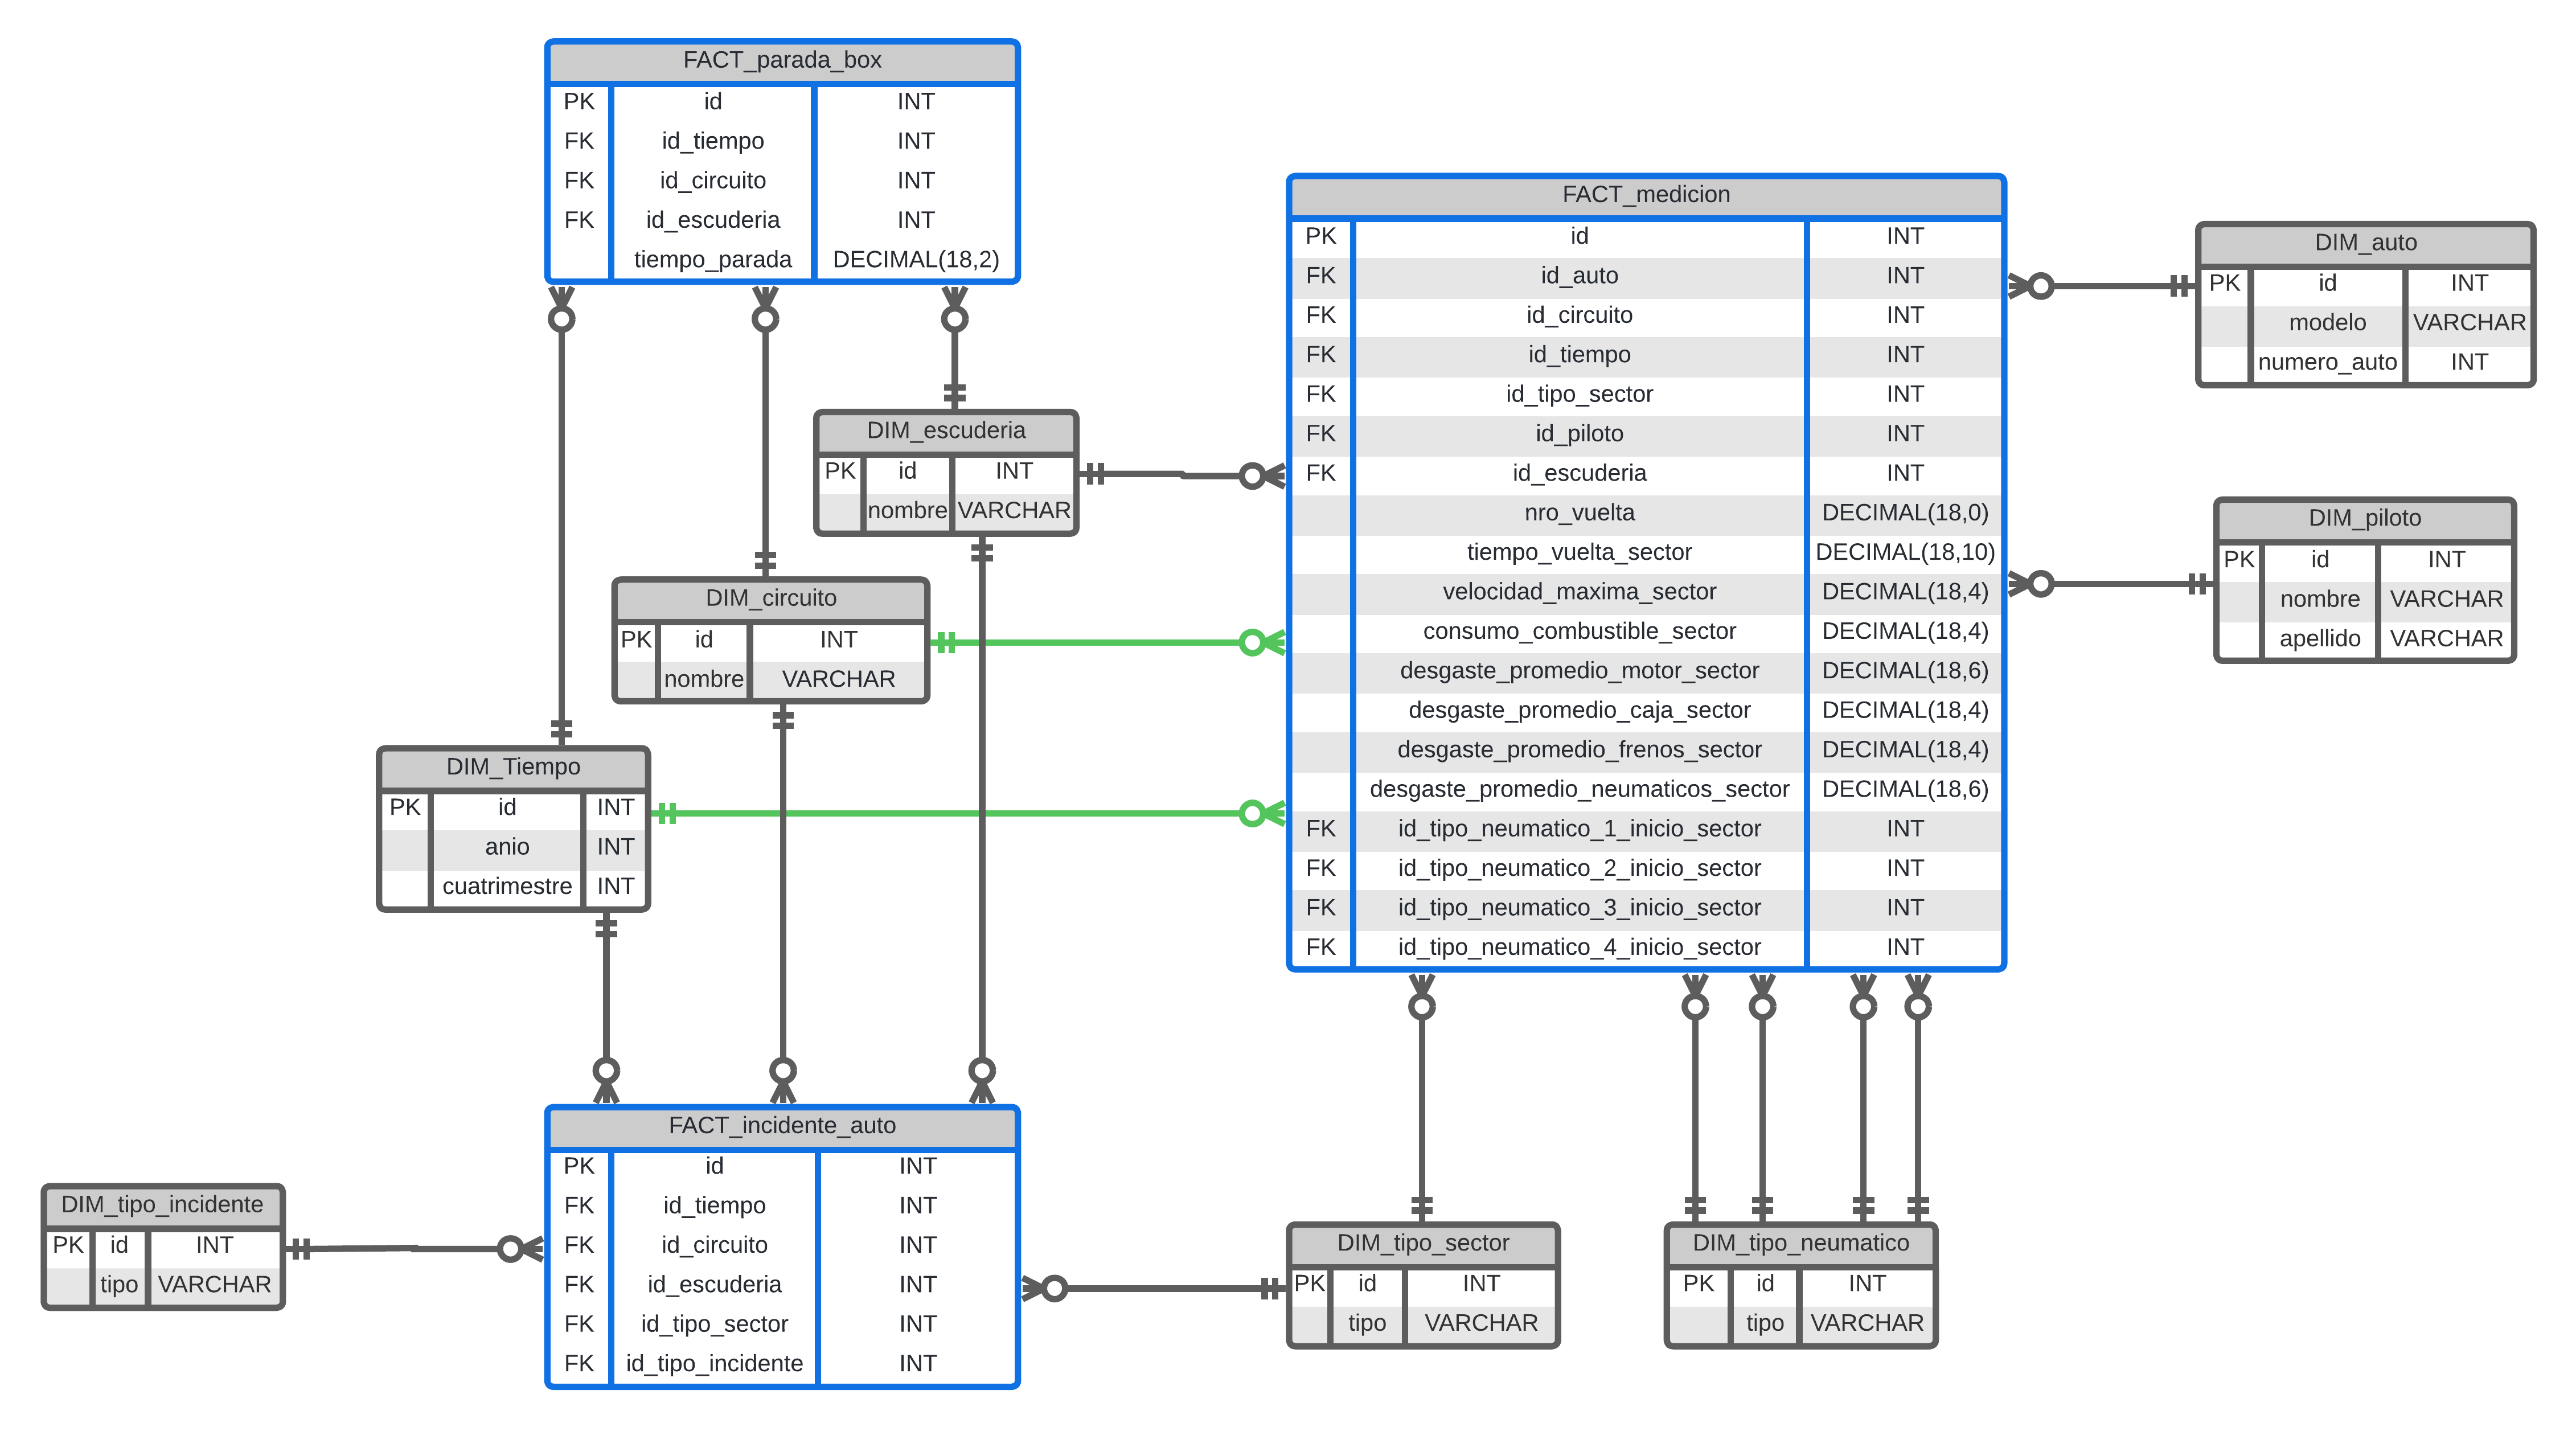 FACT_parada_box
PK id INT
FK id_tiempo INT
FK id_circuito INT
FK id_escuderia INT
tiempo_parada DECIMAL(18,2)
FACT_medicion
PK id INT
FK id_auto INT
FK id_circuito INT
FK id_tiempo INT
FK id_tipo_sector INT
FK id_piloto INT
FK id_escuderia INT
nro_vuelta DECIMAL(18,0)
tiempo_vuelta_sector DECIMAL(18,10)
velocidad_maxima_sector DECIMAL(18,4)
consumo_combustible_sector DECIMAL(18,4)
desgaste_promedio_motor_sector DECIMAL(18,6)
desgaste_promedio_caja_sector DECIMAL(18,4)
desgaste_promedio_frenos_sector DECIMAL(18,4)
desgaste_promedio_neumaticos_sector DECIMAL(18,6)
FK id_tipo_neumatico_1_inicio_sector INT
FK id_tipo_neumatico_2_inicio_sector INT
FK id_tipo_neumatico_3_inicio_sector INT
FK id_tipo_neumatico_4_inicio_sector INT
DIM_auto
PK id INT
modelo VARCHAR
numero_auto INT
DIM_escuderia
PK id INT
nombre VARCHAR
DIM_piloto
PK id INT
nombre VARCHAR
apellido VARCHAR
DIM_circuito
PK id INT
nombre VARCHAR
DIM_Tiempo
PK id INT
anio INT
cuatrimestre INT
FACT_incidente_auto
PK id INT
FK id_tiempo INT
FK id_circuito INT
FK id_escuderia INT
FK id_tipo_sector INT
FK id_tipo_incidente INT
DIM_tipo_incidente
PK id INT
tipo VARCHAR
DIM_tipo_sector
PK id INT
tipo VARCHAR
DIM_tipo_neumatico
PK id INT
tipo VARCHAR